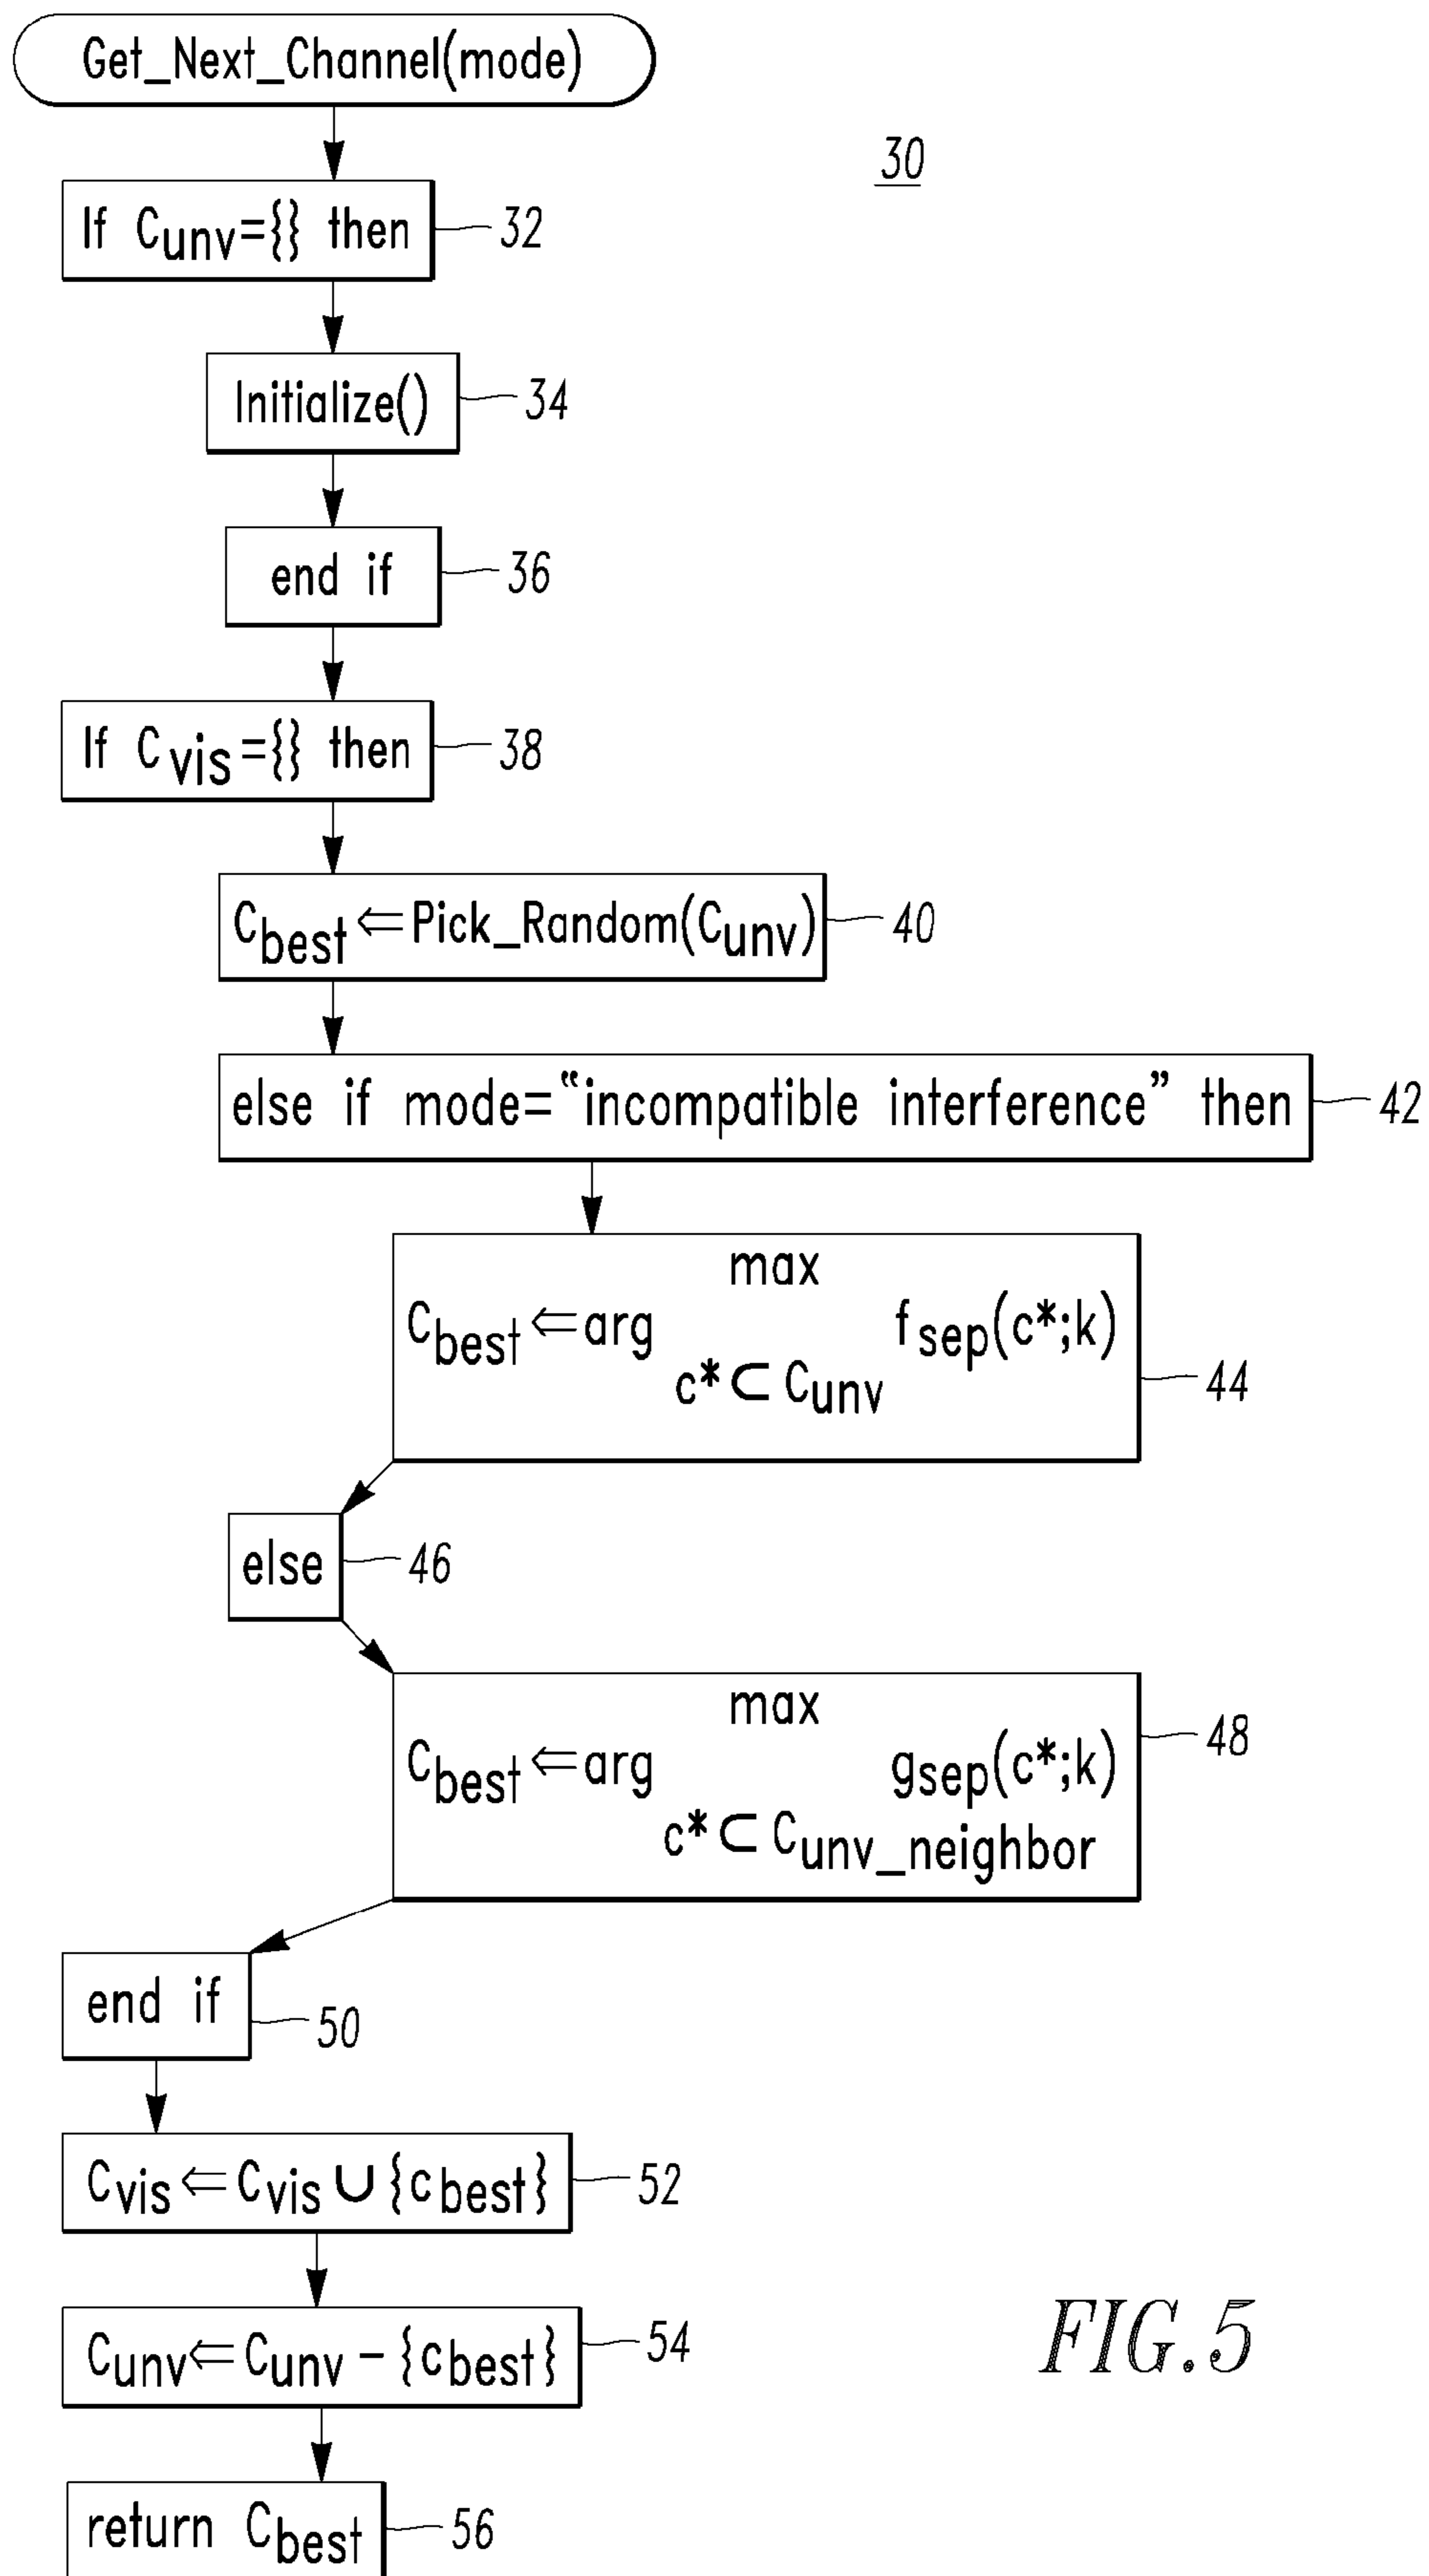 Get_Next_Channel(mode)
30
If Cunv={} then
32
Initialize()
34
end if
36
If Cvis={} then
38
Cbest⇐Pick_Random(Cunv)
40
else if mode=“incompatible interference” then
42
max
Cbest⇐arg fsep(c*;k)
c*⊂Cunv
44
else
46
max
Cbest⇐arg gsep(c*;k)
c*⊂Cunv_neighbor
48
end if
50
Cvis⇐Cvis∪{cbest}
52
Cunv⇐Cunv-{cbest}
54
return Cbest
56
FIG.5